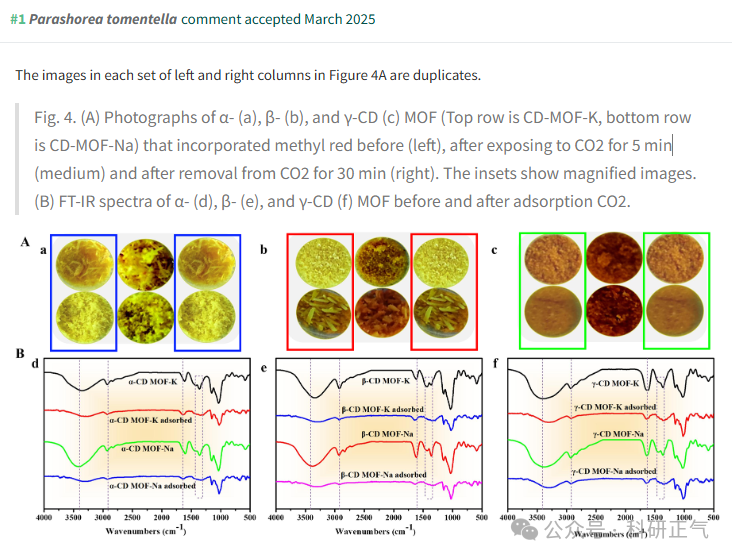 #1 Parashorea tomentella comment accepted March 2025
The images in each set of left and right columns in Figure 4A are duplicates.
Fig. 4. (A) Photographs of α- (a), β- (b), and γ-CD (c) MOF (Top row is CD-MOF-K, bottom row
is CD-MOF-Na) that incorporated methyl red before (left), after exposing to CO2 for 5 min
(medium) and after removal from CO2 for 30 min (right). The insets show magnified images.
(B) FT-IR spectra of α- (d), β- (e), and γ-CD (f) MOF before and after adsorption CO2.
A
a
b
c
B
d
α-CD MOF-K
α-CD MOF-K adsorbed
α-CD MOF-Na
α-CD MOF-Na adsorbed
4000 3500 3000 2500 2000 1500 1000 500
Wavenumbers (cm-1)
e
β-CD MOF-K
β-CD MOF-K adsorbed
β-CD MOF-Na
β-CD MOF-Na adsorbed
4000 3500 3000 2500 2000 1500 1000 500
Wavenumbers (cm-1)
f
γ-CD MOF-K
γ-CD MOF-K adsorbed
γ-CD MOF-Na
γ-CD MOF-Na adsorbed
4000 3500 3000 2500 2000 1500 1000 500
Wavenumbers (cm-1)
公众号 · 科研正气